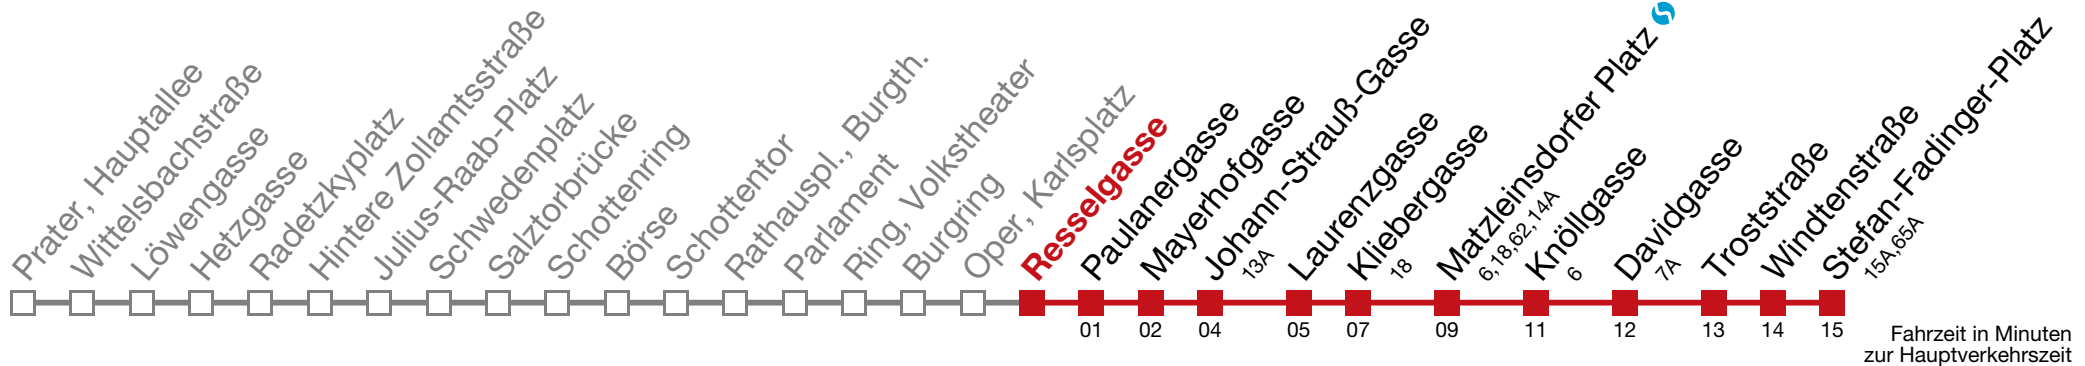 Prater, Hauptallee
Wittelsbachstraße
Löwengasse
Hetzgasse
Radetzkyplatz
Hintere Zollamtsstraße
Julius-Raab-Platz
Schwedenplatz
Salztorbrücke
Schottenring
Börse
Schottentor
Rathauspl., Burgth.
Parlament
Ring, Volkstheater
Burgring
Oper, Karlsplatz
Resselgasse
Paulanergasse
Mayerhofgasse
Johann-Strauß-Gasse
13A
Laurenzgasse
Kliebergasse
18
Matzleinsdorfer Platz
6,18,62,14A
Knöllgasse
6
Davidgasse
7A
Troststraße
Windtenstraße
Stefan-Fadinger-Platz
15A,65A
01 02 04 05 07 09 11 12 13 14 15
Fahrzeit in Minuten
zur Hauptverkehrszeit